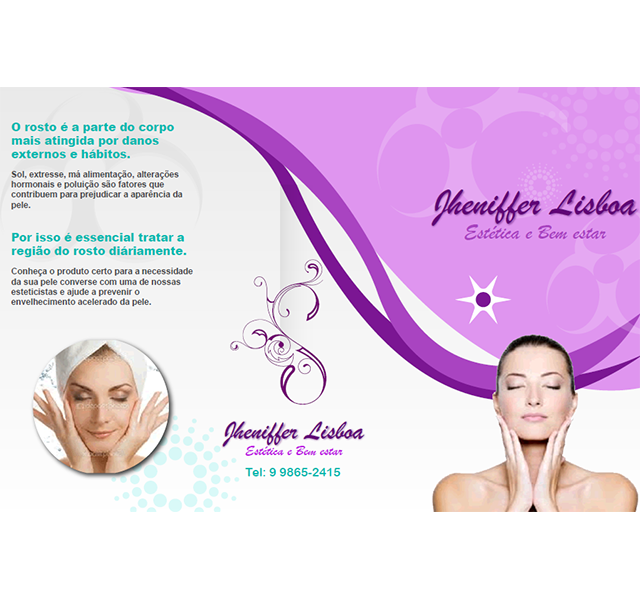 O rosto é a parte do corpo
mais atingida por danos
externos e hábitos.
Sol, extresse, má alimentação, alterações
hormonais e poluição são fatores que
contribuem para prejudicar a aparência da
pele.
Por isso é essencial tratar a
região do rosto diáriamente.
Conheça o produto certo para a necessidade
da sua pele converse com uma de nossas
esteticistas e ajude a prevenir o
envelhecimento acelerado da pele.
Jheniffer Lisboa
Estética e Bem estar
Tel: 9 9865-2415
Jheniffer Lisboa
Estética e Bem estar